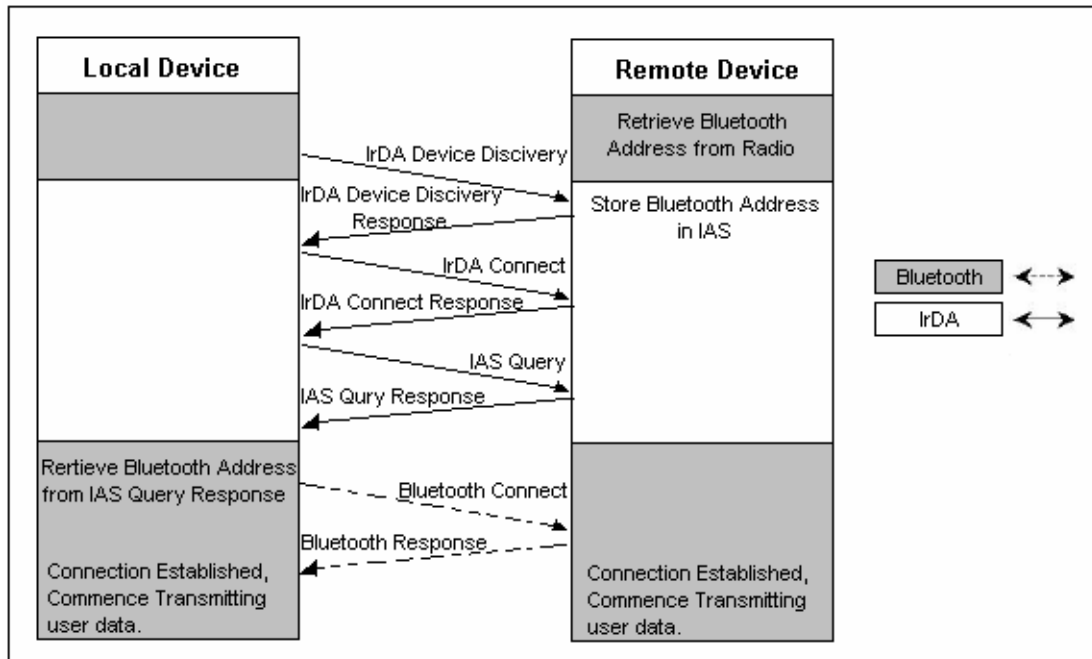 Local Device
Remote Device
Retrieve Bluetooth
Address from Radio
IrDA Device Discivery
IrDA Device Discivery
Response
Store Bluetooth Address
in IAS
IrDA Connect
Bluetooth
IrDA Connect Response
IrDA
IAS Query
IAS Qury Response
Rertieve Bluetooth Address
from IAS Query Response
Bluetooth Connect
Bluetooth Response
Connection Established,
Commence Transmitting
user data.
Connection Established,
Commence Transmitting
user data.